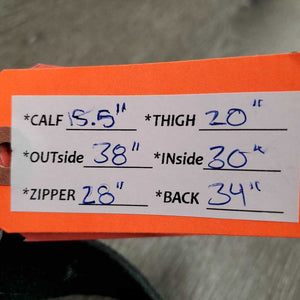 *CALF 15.5" *THIGH 20"
*OUTside 38" *INside 30"
*ZIPPER 28" *BACK 34"